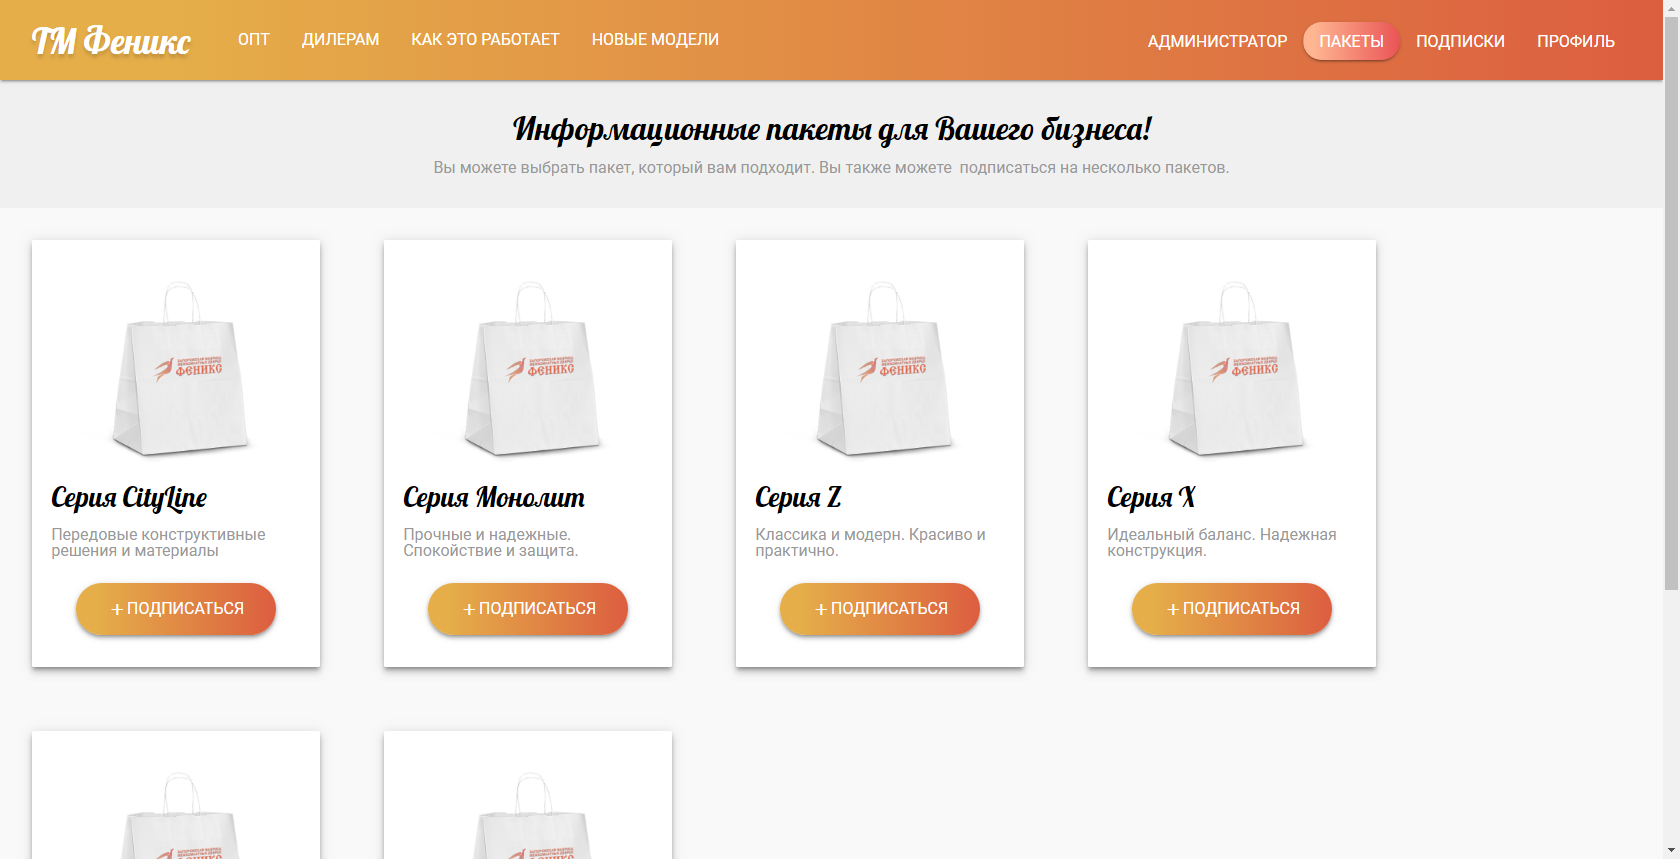 ТМ Феникс
ОПТ
ДИЛЕРАМ
КАК ЭТО РАБОТАЕТ
НОВЫЕ МОДЕЛИ
АДМИНИСТРАТОР
ПАКЕТЫ
ПОДПИСКИ
ПРОФИЛЬ
Информационные пакеты для Вашего бизнеса!
Вы можете выбрать пакет, который вам подходит. Вы также можете  подписаться на несколько пакетов.
ФЕНИКС
Серия CityLine
Передовые конструктивные
решения и материалы
+ ПОДПИСАТЬСЯ
ФЕНИКС
Серия Монолит
Прочные и надежные.
Спокойствие и защита.
+ ПОДПИСАТЬСЯ
ФЕНИКС
Серия Z
Классика и модерн. Красиво и
практично.
+ ПОДПИСАТЬСЯ
ФЕНИКС
Серия X
Идеальный баланс. Надежная
конструкция.
+ ПОДПИСАТЬСЯ